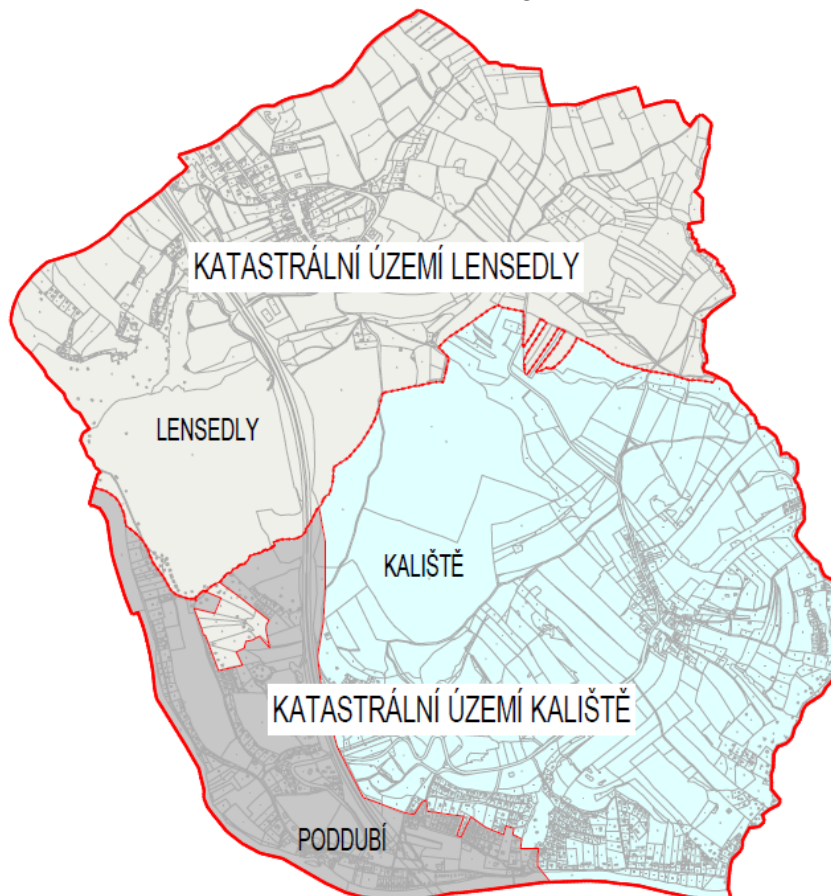 KATASTRÁLNÍ ÚZEMÍ LENSEDLY
LENSEDLY
KALIŠTĚ
KATASTRÁLNÍ ÚZEMÍ KALIŠTĚ
PODDUBÍ